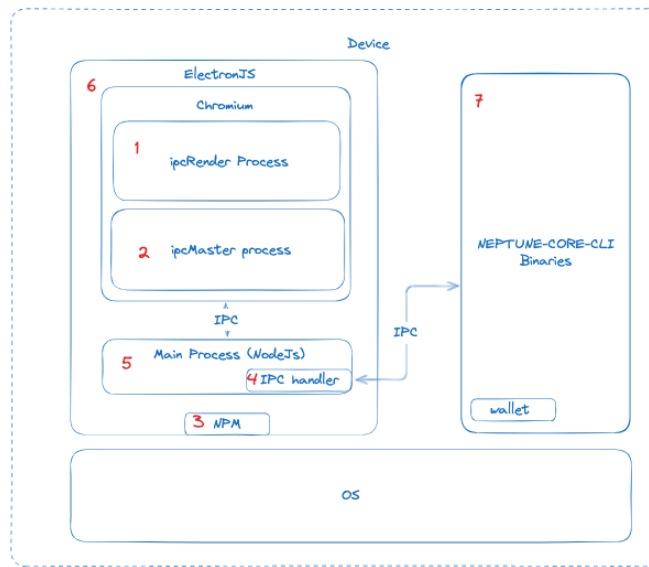 Device
ElectronJS
6
Chromium
7
1
ipcRender Process
2 ipcMaster process
NEPTUNE-CORE-CLI
Binaries
IPC
IPC
5 Main Process (NodeJs)
4 IPC handler
wallet
3 NPM
OS